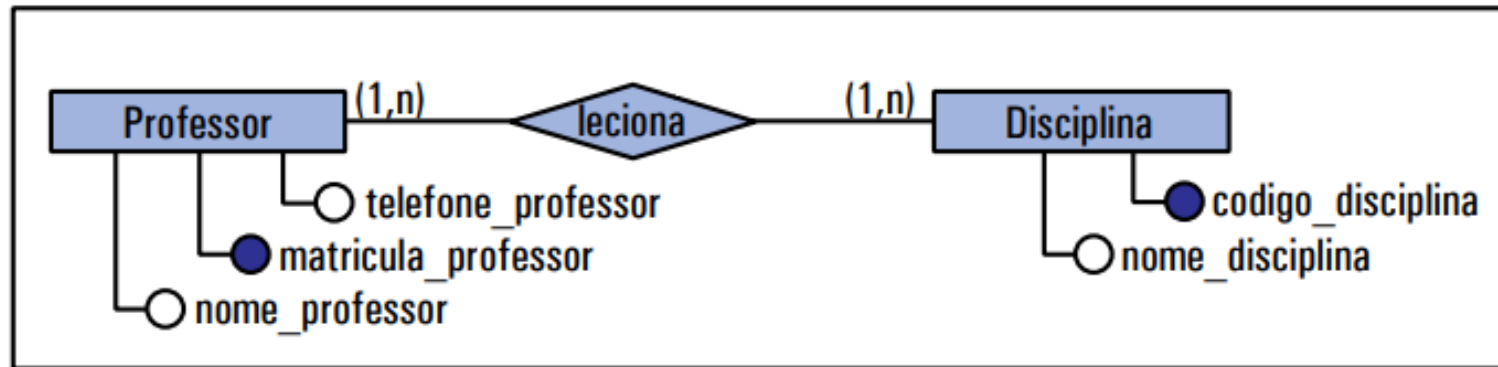 Professor (1,n) leciona (1,n) Disciplina
telefone_professor
matricula_professor
nome_professor
codigo_disciplina
nome_disciplina